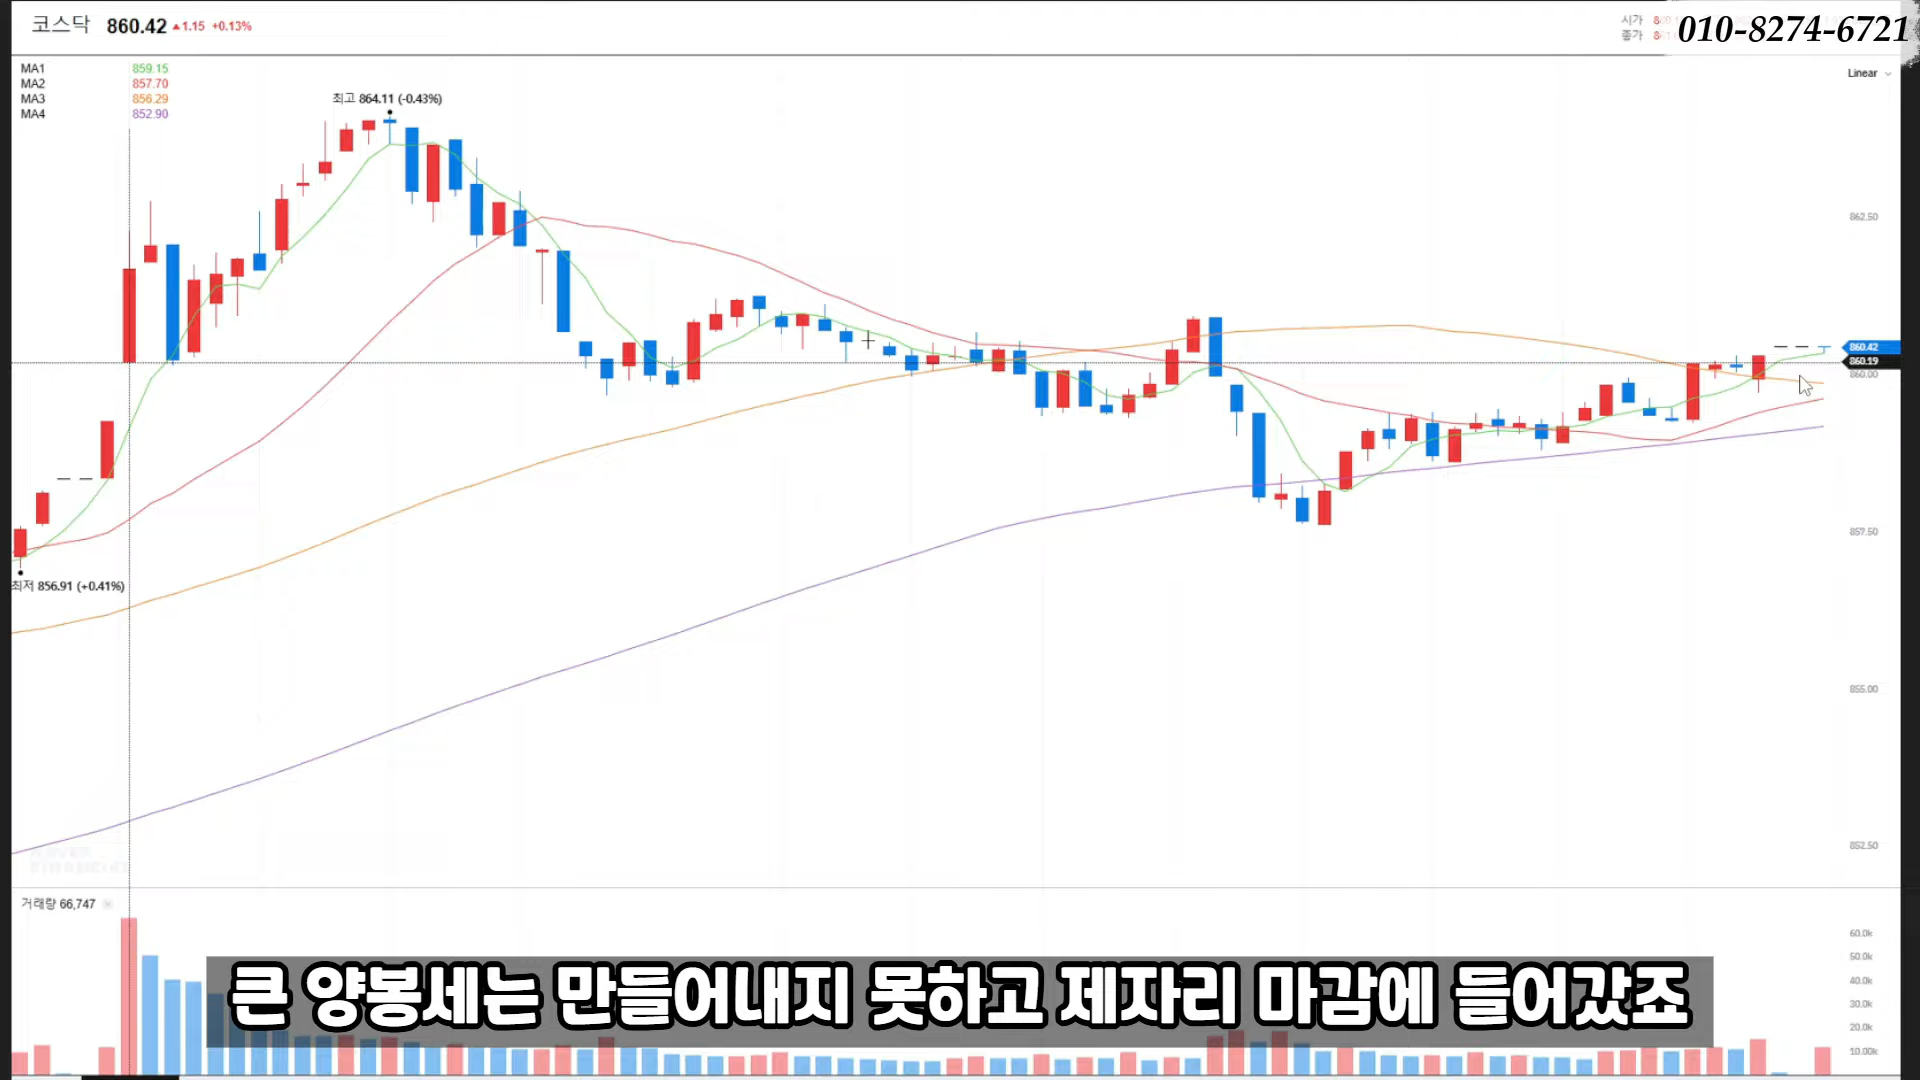 코스닥 860.42 ▲1.15 +0.13%
시가
종가
010-8274-6721
MA1 859.15
MA2 857.70
MA3 856.29
MA4 852.90
Linear
최고 864.11 (-0.43%)
862.50
860.42
860.19
860.00
857.50
최저 856.91 (+0.41%)
855.00
852.50
거래량 66,747
60.0k
50.0k
40.0k
30.0k
20.0k
10.00k
큰 양봉세는 만들어내지 못하고 제자리 마감에 들어갔죠